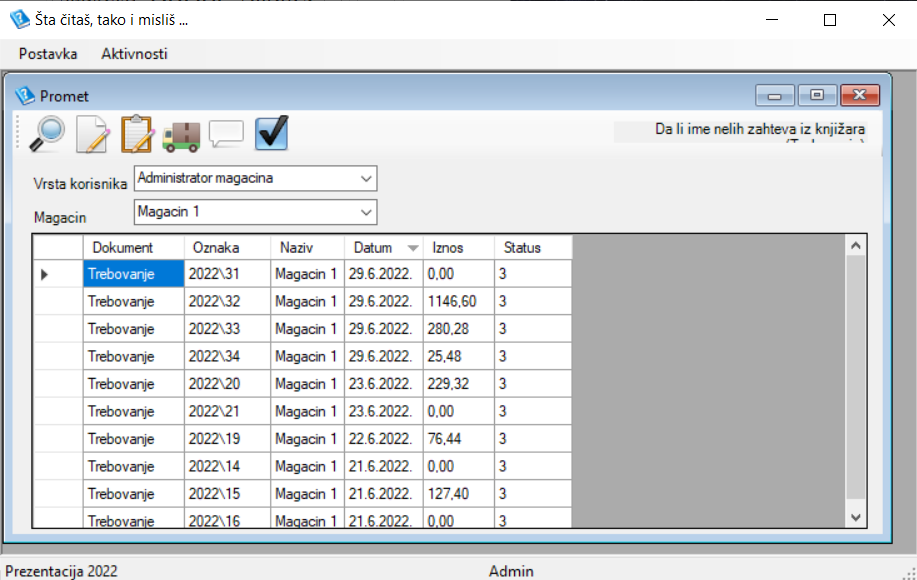 Šta čitaš, tako i misliš ...
Postavka Aktivnosti
Promet
Da li ime nelih zahteva iz knjižara
Vrsta korisnika Administrator magacina
Magacin Magacin 1
Dokument Oznaka Naziv Datum Iznos Status
Trebovanje 2022\31 Magacin 1 29.6.2022. 0,00 3
Trebovanje 2022\32 Magacin 1 29.6.2022. 1146,60 3
Trebovanje 2022\33 Magacin 1 29.6.2022. 280,28 3
Trebovanje 2022\34 Magacin 1 29.6.2022. 25,48 3
Trebovanje 2022\20 Magacin 1 23.6.2022. 229,32 3
Trebovanje 2022\21 Magacin 1 23.6.2022. 0,00 3
Trebovanje 2022\19 Magacin 1 22.6.2022. 76,44 3
Trebovanje 2022\14 Magacin 1 21.6.2022. 0,00 3
Trebovanje 2022\15 Magacin 1 21.6.2022. 127,40 3
Trebovanje 2022\16 Magacin 1 21.6.2022. 0,00 3
Prezentacija 2022 Admin